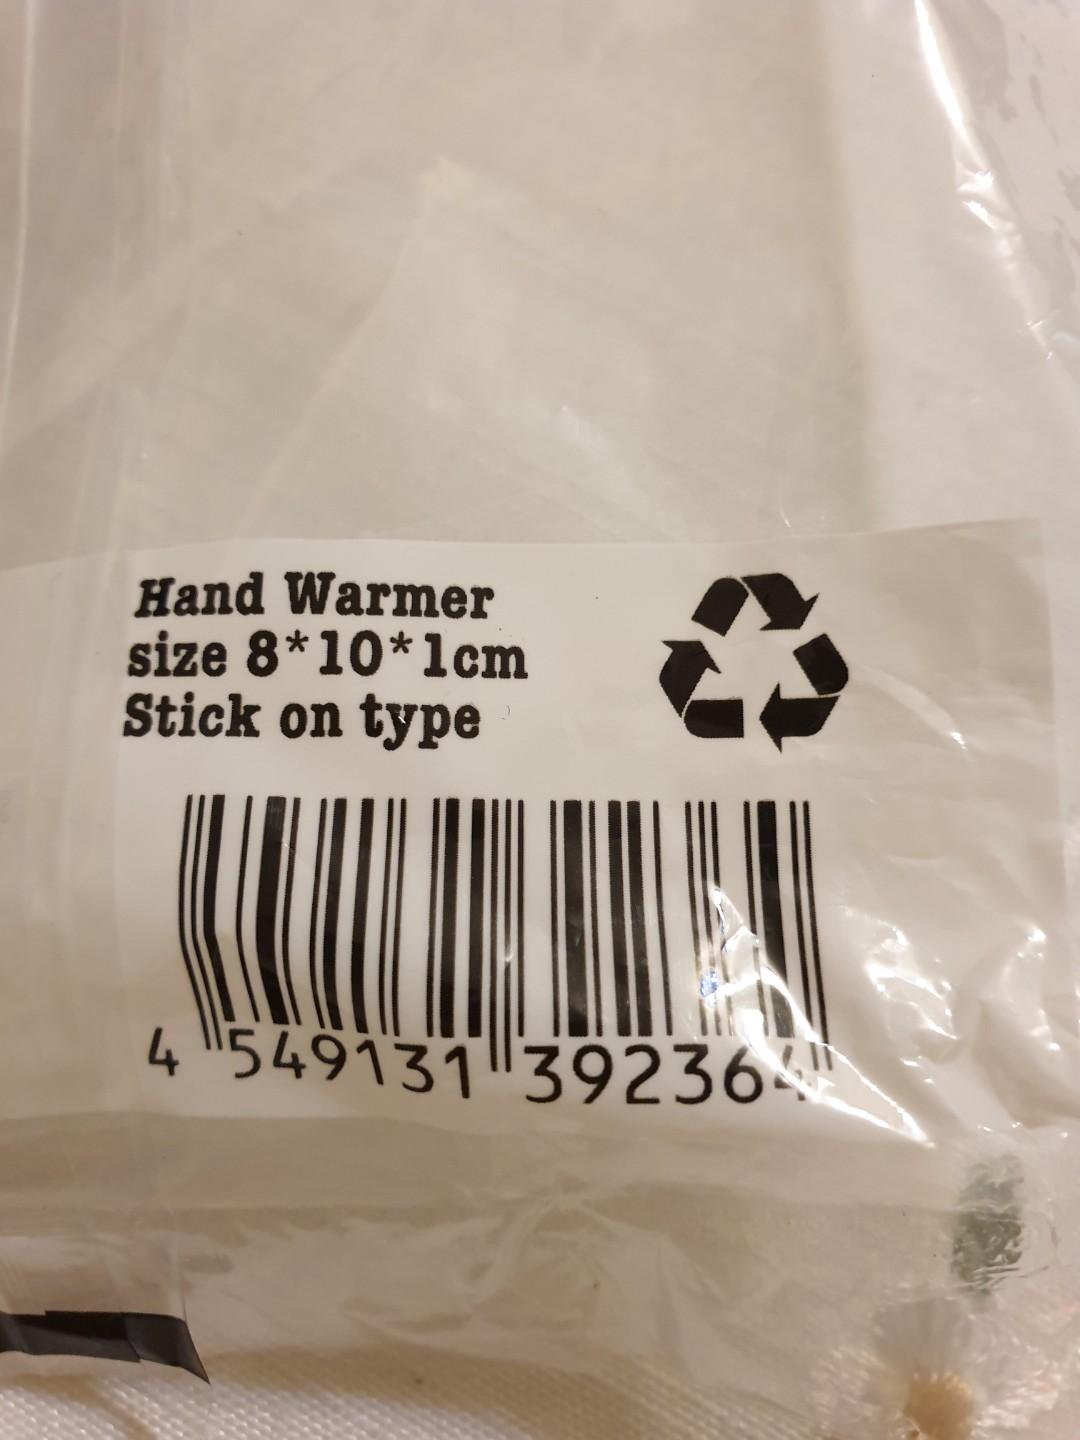 Hand Warmer
size 8*10*1cm
Stick on type
4 549131 392364